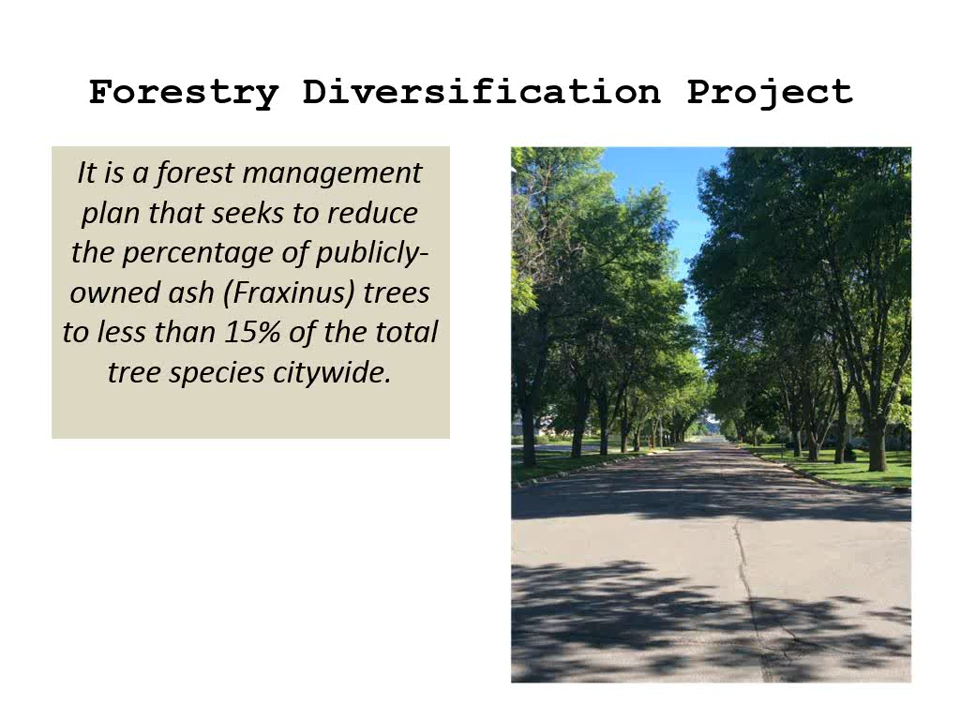 Forestry Diversification Project
It is a forest management
plan that seeks to reduce
the percentage of publicly-
owned ash (Fraxinus) trees
to less than 15% of the total
tree species citywide.